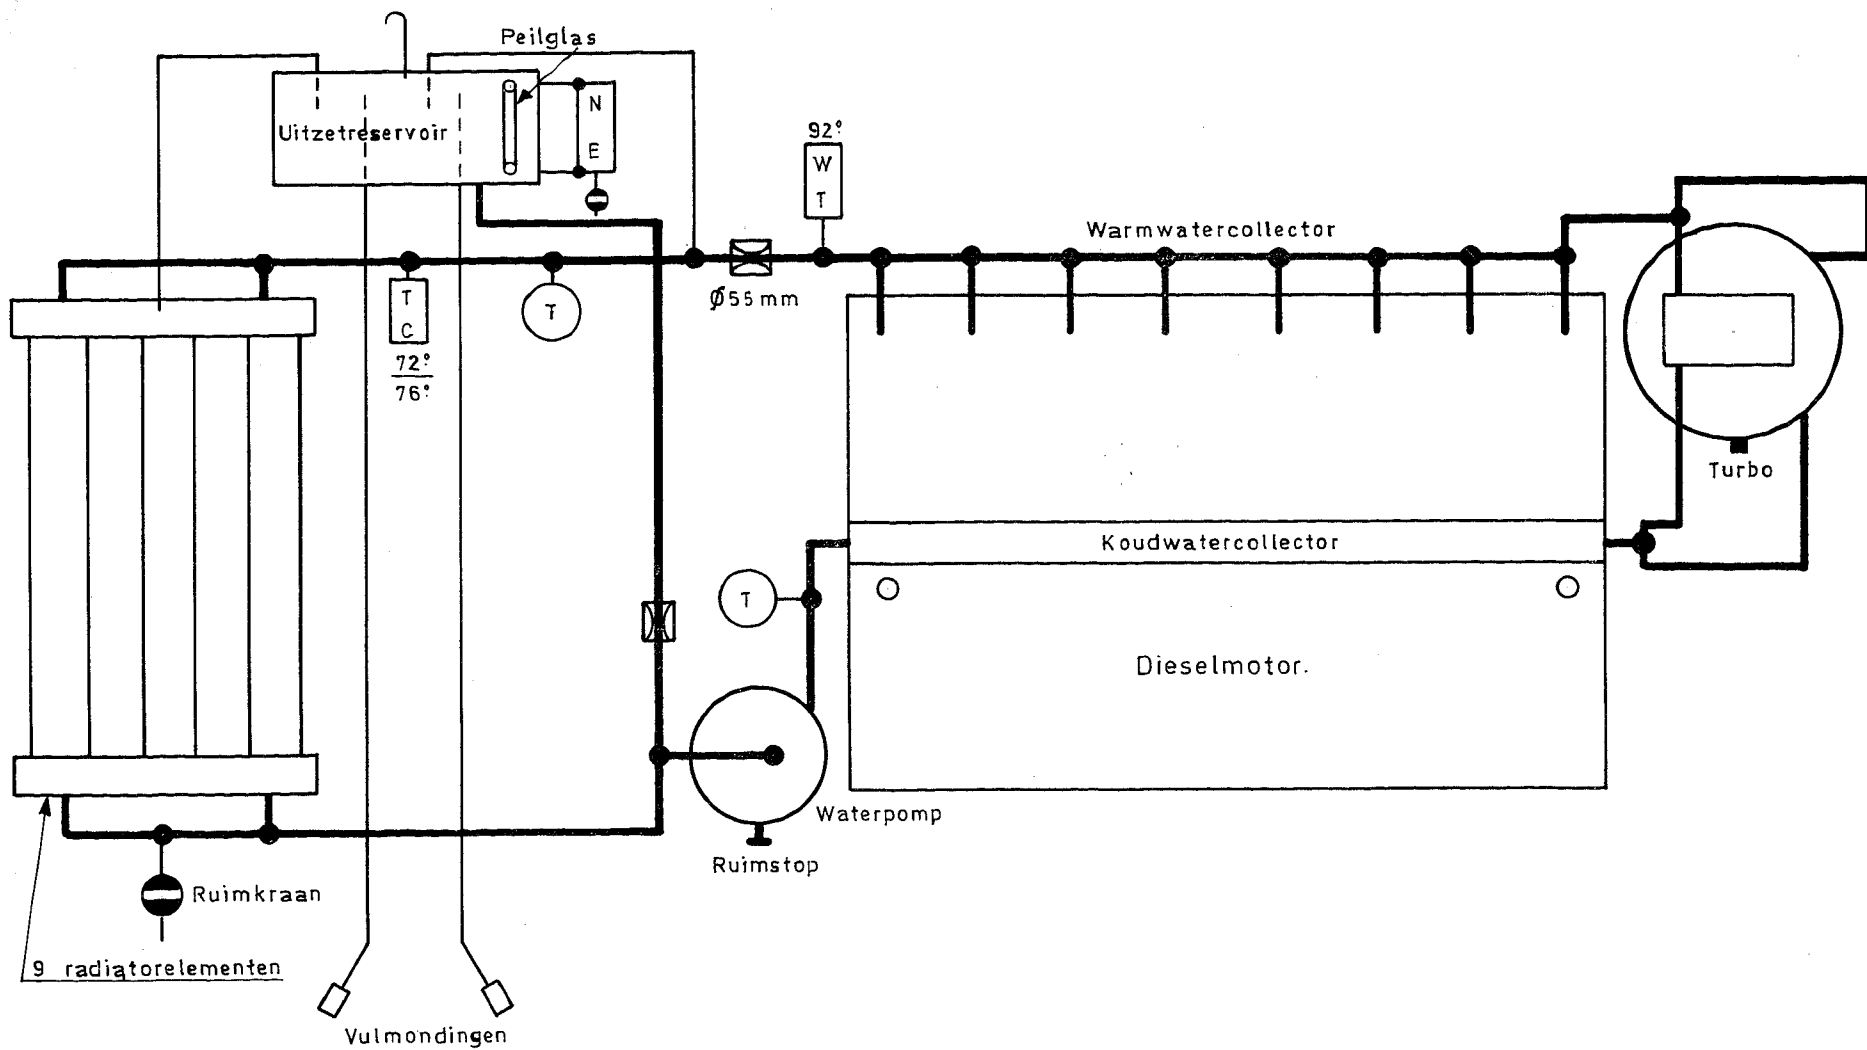 Peilglas
N
Uitzetreservoir
E
92°
W
T
Warmwatercollector
Ø55 mm
T
C
T
72°
76°
Turbo
Koudwatercollector
T
Dieselmotor.
Waterpomp
Ruimstop
Ruimkraan
9 radiatorelementen
Vulmondingen